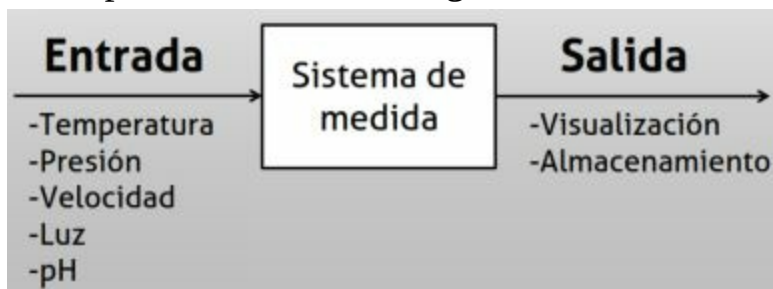 Entrada
-Temperatura
-Presión
-Velocidad
-Luz
-pH
Sistema de
medida
Salida
-Visualización
-Almacenamiento